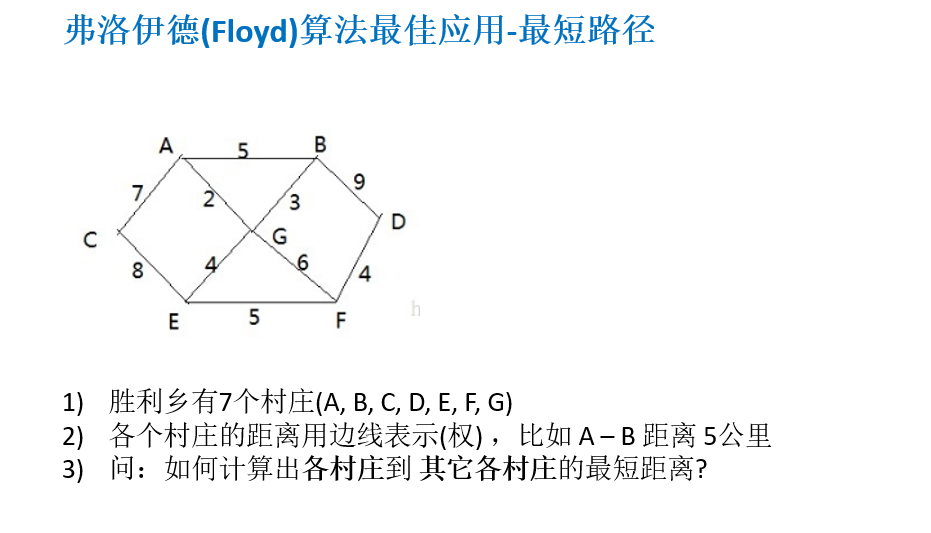 弗洛伊德(Floyd)算法最佳应用-最短路径
A
5
B
7
2
3
9
C
G
D
8
4
6
4
h
E
5
F
1) 胜利乡有7个村庄(A, B, C, D, E, F, G)
2) 各个村庄的距离用边线表示(权) ，比如 A – B 距离 5公里
3) 问：如何计算出各村庄到 其它各村庄的最短距离?